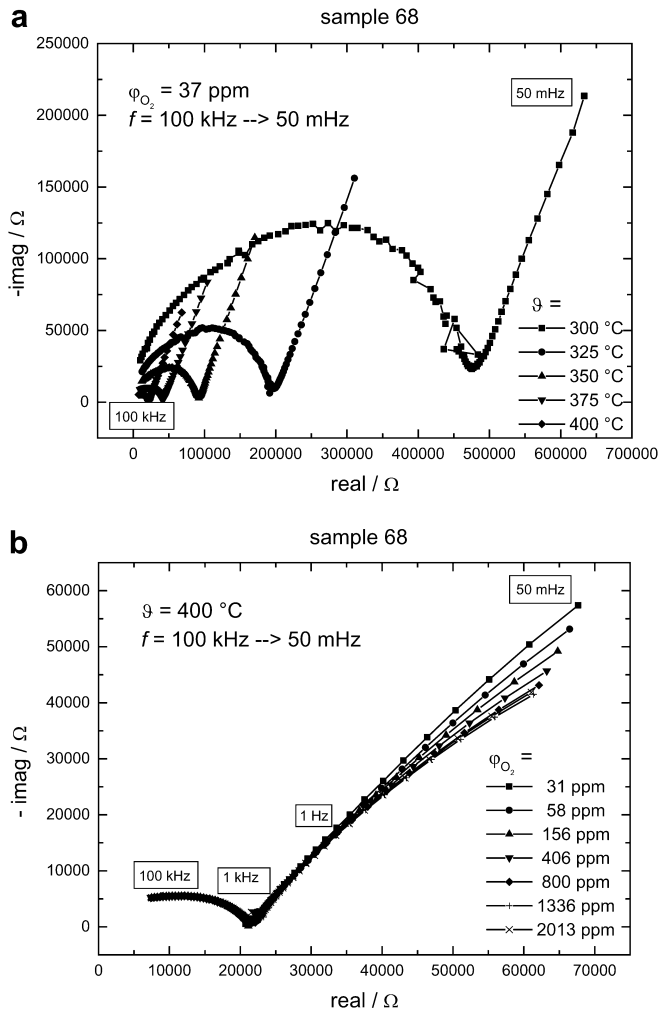 a
sample 68
250000
200000
150000
100000
50000
0
-imag / Ω
φO₂ = 37 ppm
f = 100 kHz --> 50 mHz
50 mHz
100 kHz
ϑ =
300 °C
325 °C
350 °C
375 °C
400 °C
0 100000 200000 300000 400000 500000 600000 700000
real / Ω
b
sample 68
60000
50000
40000
30000
20000
10000
0
- imag / Ω
ϑ = 400 °C
f = 100 kHz --> 50 mHz
50 mHz
1 Hz
100 kHz
1 kHz
φO₂ =
31 ppm
58 ppm
156 ppm
406 ppm
800 ppm
1336 ppm
2013 ppm
0 10000 20000 30000 40000 50000 60000 70000
real / Ω